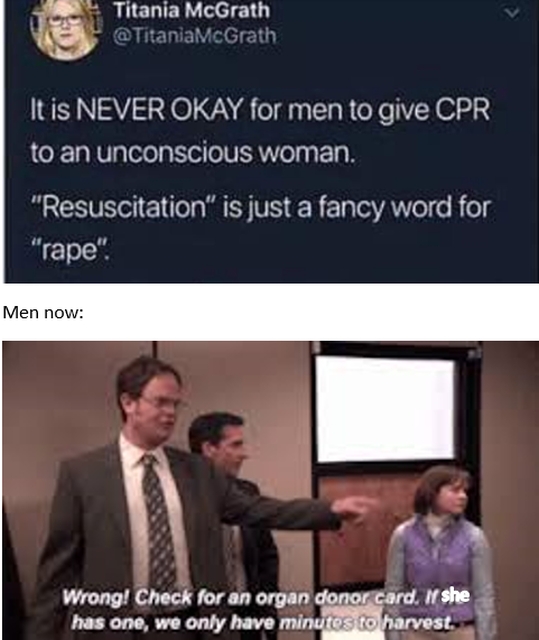 Titania McGrath
@TitaniaMcGrath
It is NEVER OKAY for men to give CPR
to an unconscious woman.
"Resuscitation" is just a fancy word for
"rape".
Men now:
Wrong! Check for an organ donor card. If she
has one, we only have minutes to harvest.